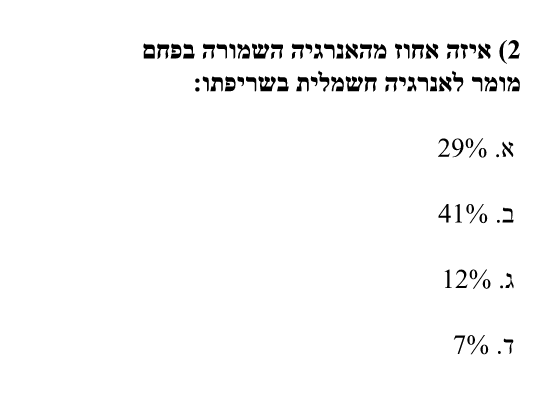 2) איזה אחוז מהאנרגיה השמורה בפחם
מומר לאנרגיה חשמלית בשריפתו:
א. 29%
ב. 41%
ג. 12%
ד. 7%